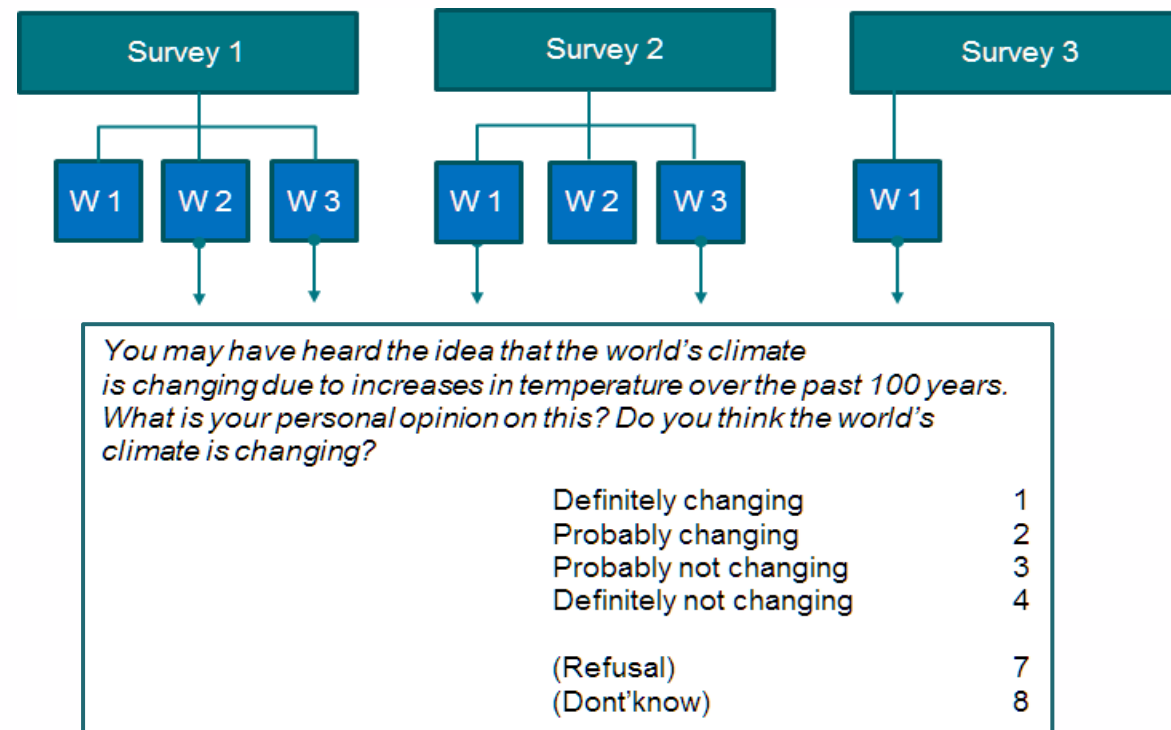 Survey 1
Survey 2
Survey 3
W 1
W 2
W 3
W 1
W 2
W 3
W 1
You may have heard the idea that the world's climate
is changing due to increases in temperature over the past 100 years.
What is your personal opinion on this? Do you think the world's
climate is changing?
Definitely changing 1
Probably changing 2
Probably not changing 3
Definitely not changing 4
(Refusal) 7
(Dont'know) 8